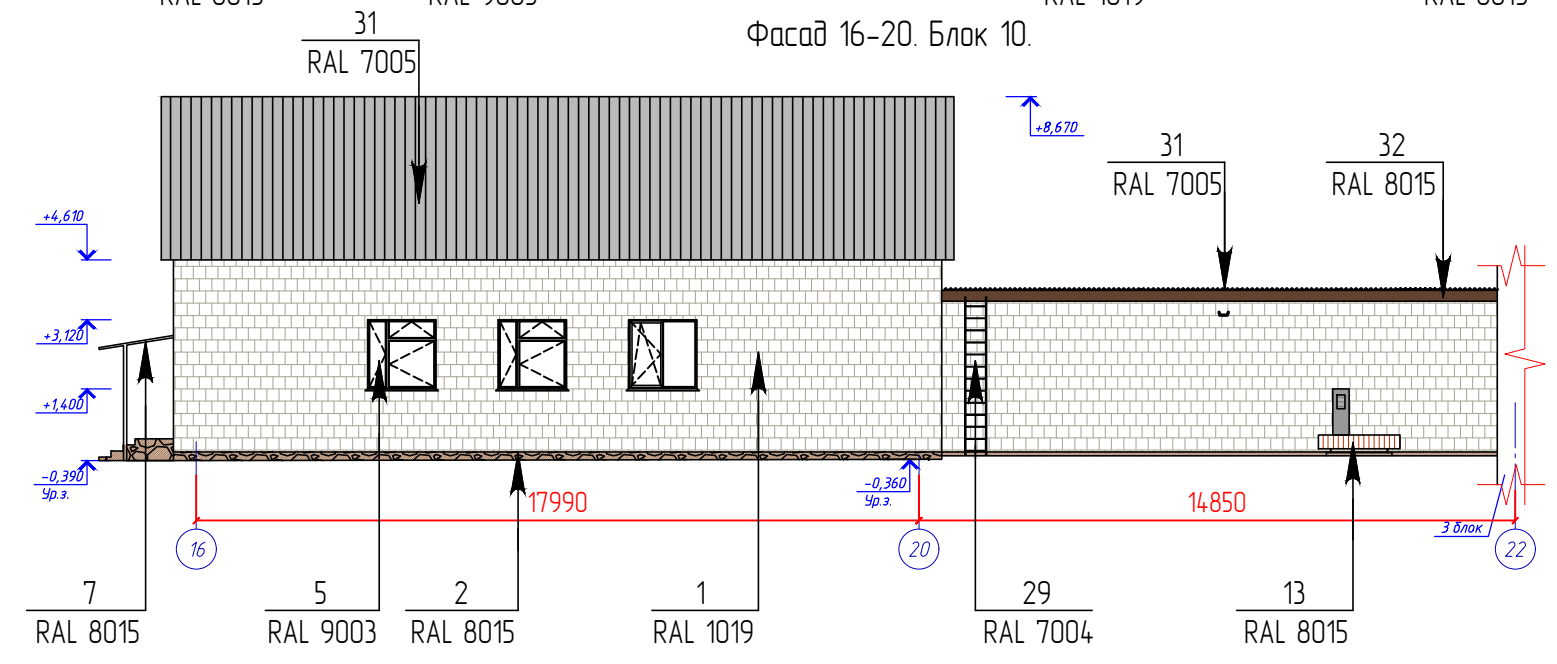 31
RAL 7005
Фасад 16-20. Блок 10.
+8,670
31
RAL 7005
32
RAL 8015
+4,610
+3,120
+1,400
-0,390
Ур.з.
-0,360
Ур.з.
17990
14850
3 блок
16
20
22
7
RAL 8015
5
RAL 9003
2
RAL 8015
1
RAL 1019
29
RAL 7004
13
RAL 8015